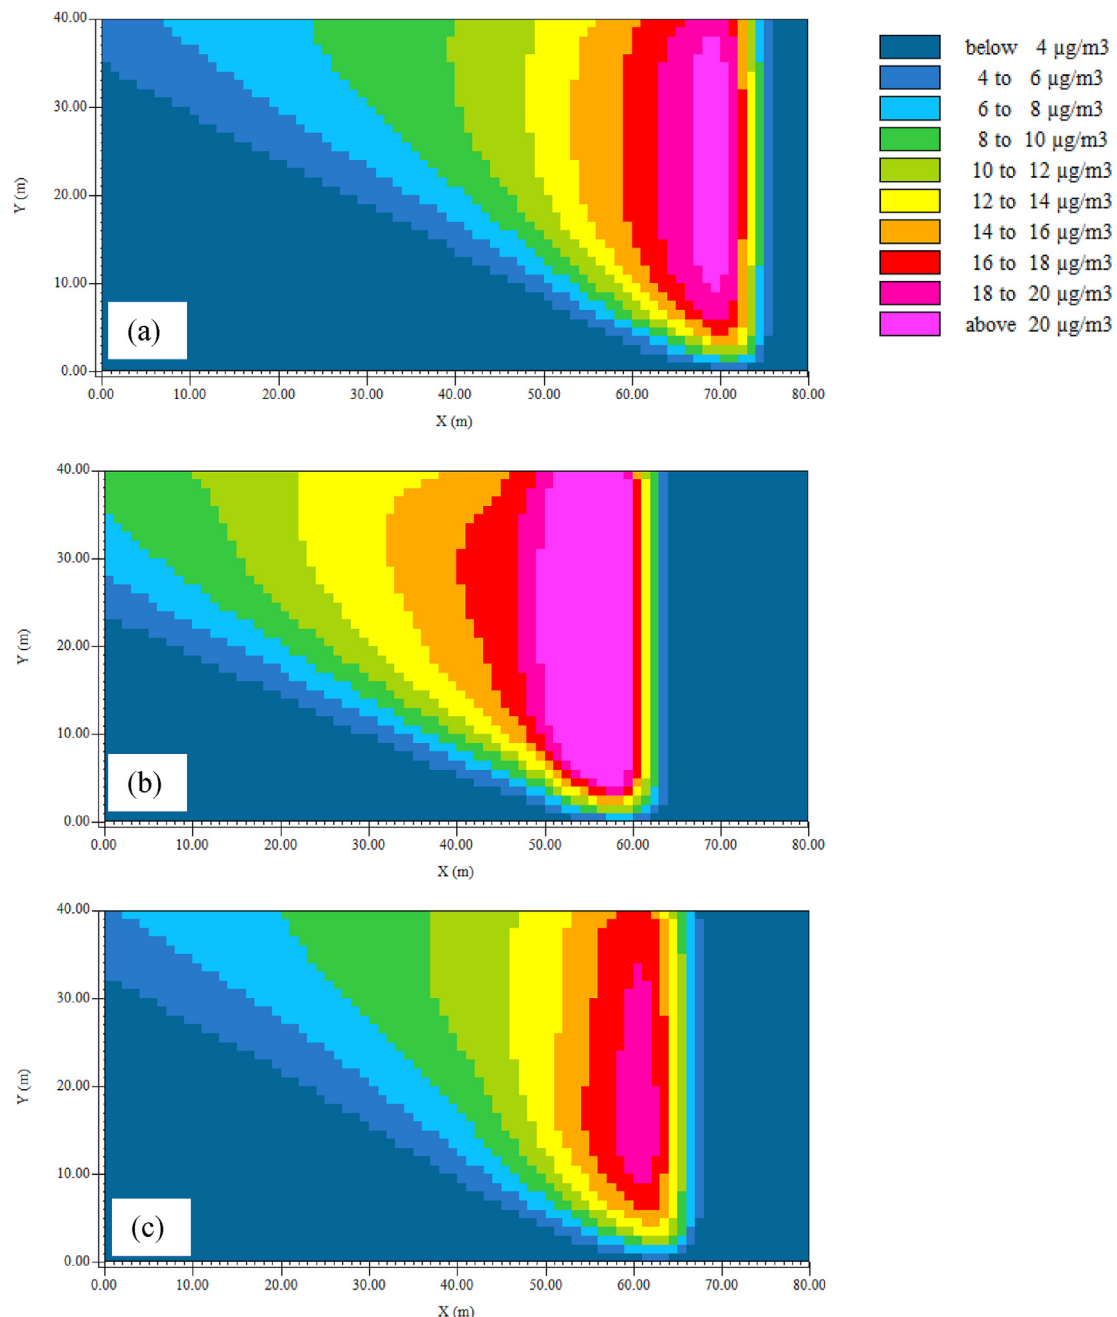 40.00
30.00
20.00
10.00
0.00
Y (m)
(a)
0.00 10.00 20.00 30.00 40.00 50.00 60.00 70.00 80.00
X (m)
below 4 µg/m3
4 to 6 µg/m3
6 to 8 µg/m3
8 to 10 µg/m3
10 to 12 µg/m3
12 to 14 µg/m3
14 to 16 µg/m3
16 to 18 µg/m3
18 to 20 µg/m3
above 20 µg/m3
40.00
30.00
20.00
10.00
0.00
Y (m)
(b)
0.00 10.00 20.00 30.00 40.00 50.00 60.00 70.00 80.00
X (m)
40.00
30.00
20.00
10.00
0.00
Y (m)
(c)
0.00 10.00 20.00 30.00 40.00 50.00 60.00 70.00 80.00
X (m)